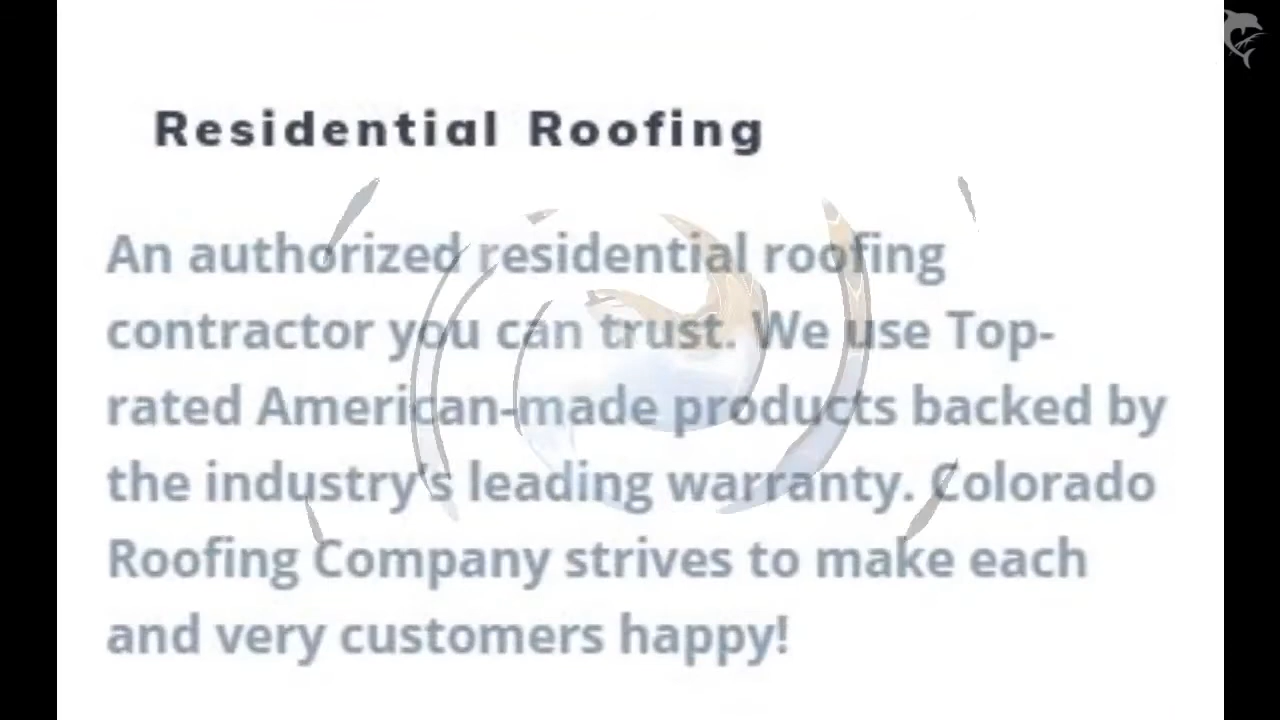 Residential Roofing
An authorized residential roofing
contractor you can trust. We use Top-
rated American-made products backed by
the industry's leading warranty. Colorado
Roofing Company strives to make each
and very customers happy!